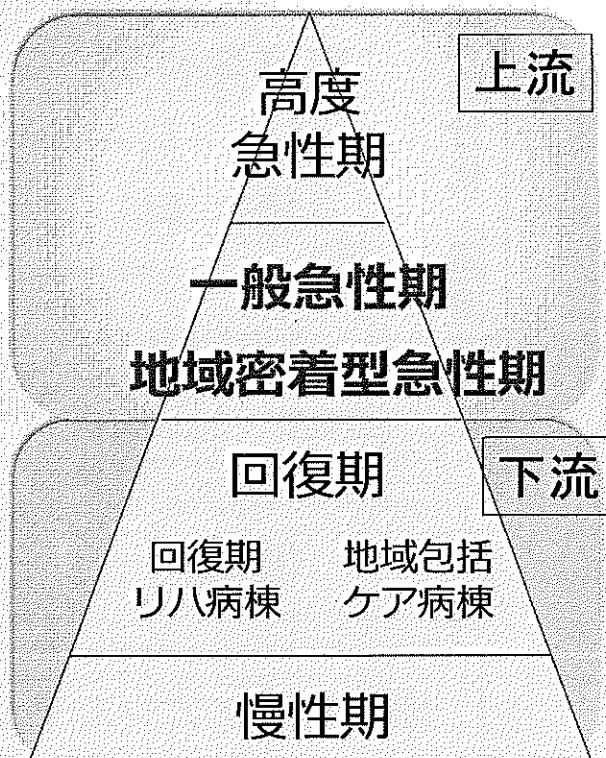 上流
高度
急性期
一般急性期
地域密着型急性期
回復期
下流
回復期 地域包括
リハ病棟 ケア病棟
慢性期